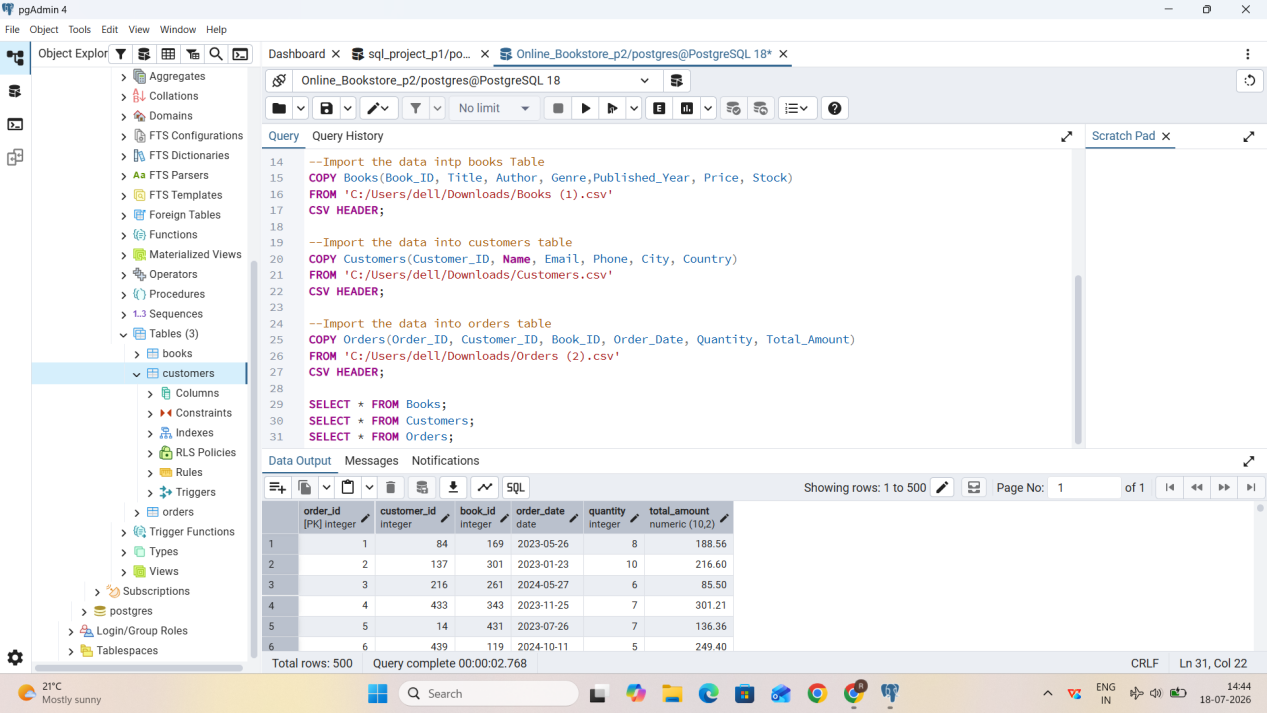 pgAdmin 4
File Object Tools Edit View Window Help
Object Explor
Dashboard
sql_project_p1/po...
Online_Bookstore_p2/postgres@PostgreSQL 18*
Aggregates
Collations
Domains
FTS Configurations
FTS Dictionaries
Aa FTS Parsers
FTS Templates
Foreign Tables
Functions
Materialized Views
Operators
Procedures
1..3 Sequences
Tables (3)
books
customers
Columns
Constraints
Indexes
RLS Policies
Rules
Triggers
orders
Trigger Functions
Types
Views
Subscriptions
postgres
Login/Group Roles
Tablespaces
Online_Bookstore_p2/postgres@PostgreSQL 18
No limit
E
Query Query History
Scratch Pad
14 --Import the data intp books Table
15 COPY Books(Book_ID, Title, Author, Genre,Published_Year, Price, Stock)
16 FROM 'C:/Users/dell/Downloads/Books (1).csv'
17 CSV HEADER;
18
19 --Import the data into customers table
20 COPY Customers(Customer_ID, Name, Email, Phone, City, Country)
21 FROM 'C:/Users/dell/Downloads/Customers.csv'
22 CSV HEADER;
23
24 --Import the data into orders table
25 COPY Orders(Order_ID, Customer_ID, Book_ID, Order_Date, Quantity, Total_Amount)
26 FROM 'C:/Users/dell/Downloads/Orders (2).csv'
27 CSV HEADER;
28
29 SELECT * FROM Books;
30 SELECT * FROM Customers;
31 SELECT * FROM Orders;
Data Output Messages Notifications
SQL
Showing rows: 1 to 500
Page No: 1 of 1
order_id customer_id book_id order_date quantity total_amount
[PK] integer integer integer date integer numeric (10,2)
1 1 84 169 2023-05-26 8 188.56
2 2 137 301 2023-01-23 10 216.60
3 3 216 261 2024-05-27 6 85.50
4 4 433 343 2023-11-25 7 301.21
5 5 14 431 2023-07-26 7 136.36
6 6 439 119 2024-10-11 5 249.40
Total rows: 500 Query complete 00:00:02.768 CRLF Ln 31, Col 22
21°C
Mostly sunny
Search
R
ENG
IN
14:44
18-07-2026